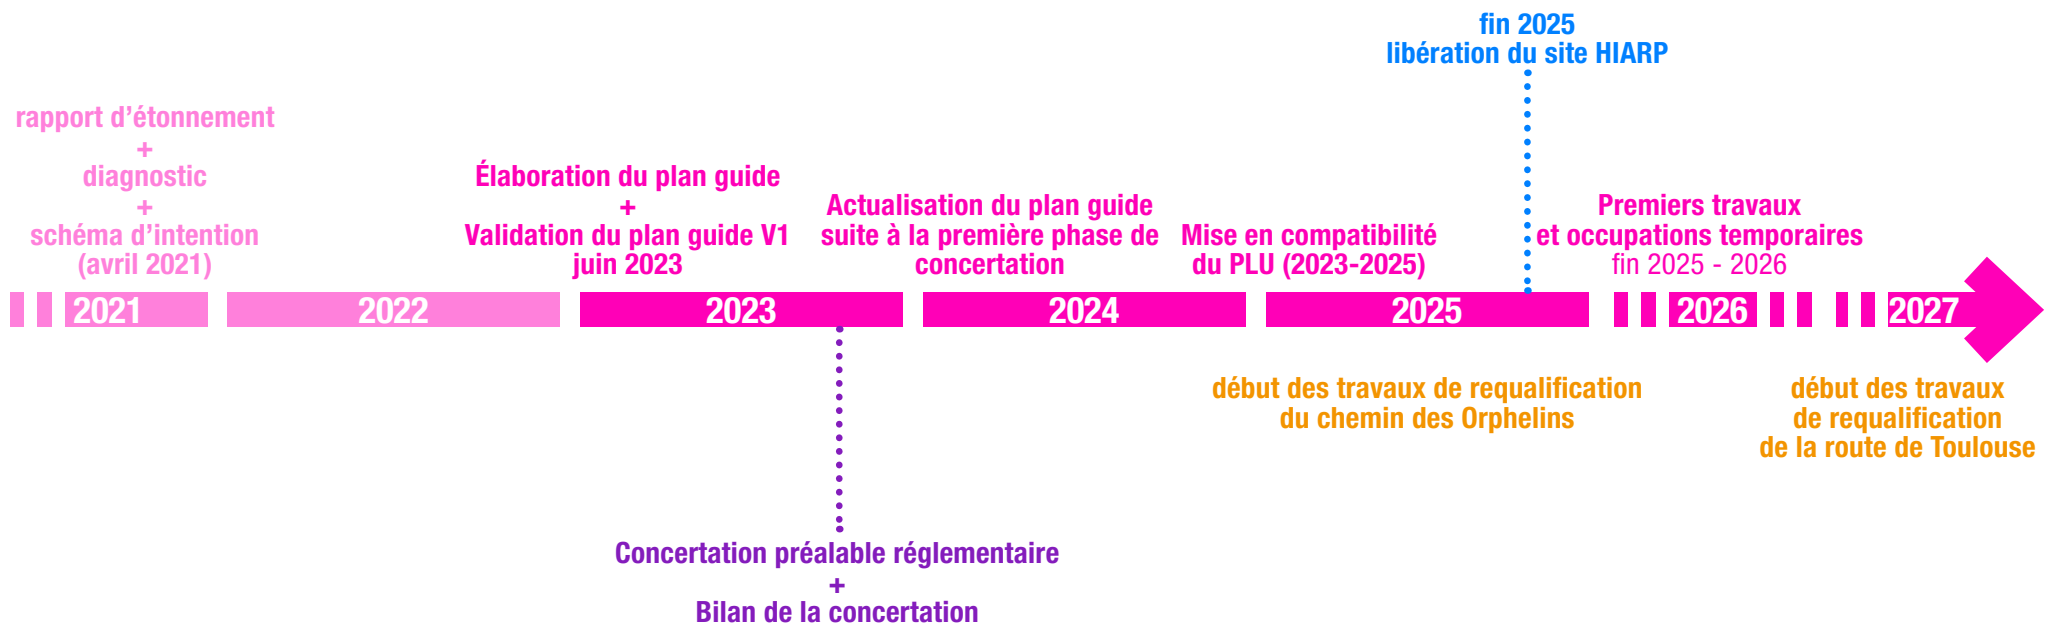 fin 2025
libération du site HIARP
rapport d’étonnement
+
diagnostic
+
schéma d’intention
(avril 2021)
Élaboration du plan guide
+
Validation du plan guide V1
juin 2023
Actualisation du plan guide
suite à la première phase de
concertation
Mise en compatibilité
du PLU (2023-2025)
Premiers travaux
et occupations temporaires
fin 2025 - 2026
2021
2022
2023
2024
2025
2026
2027
début des travaux de requalification
du chemin des Orphelins
début des travaux
de requalification
de la route de Toulouse
Concertation préalable réglementaire
+
Bilan de la concertation